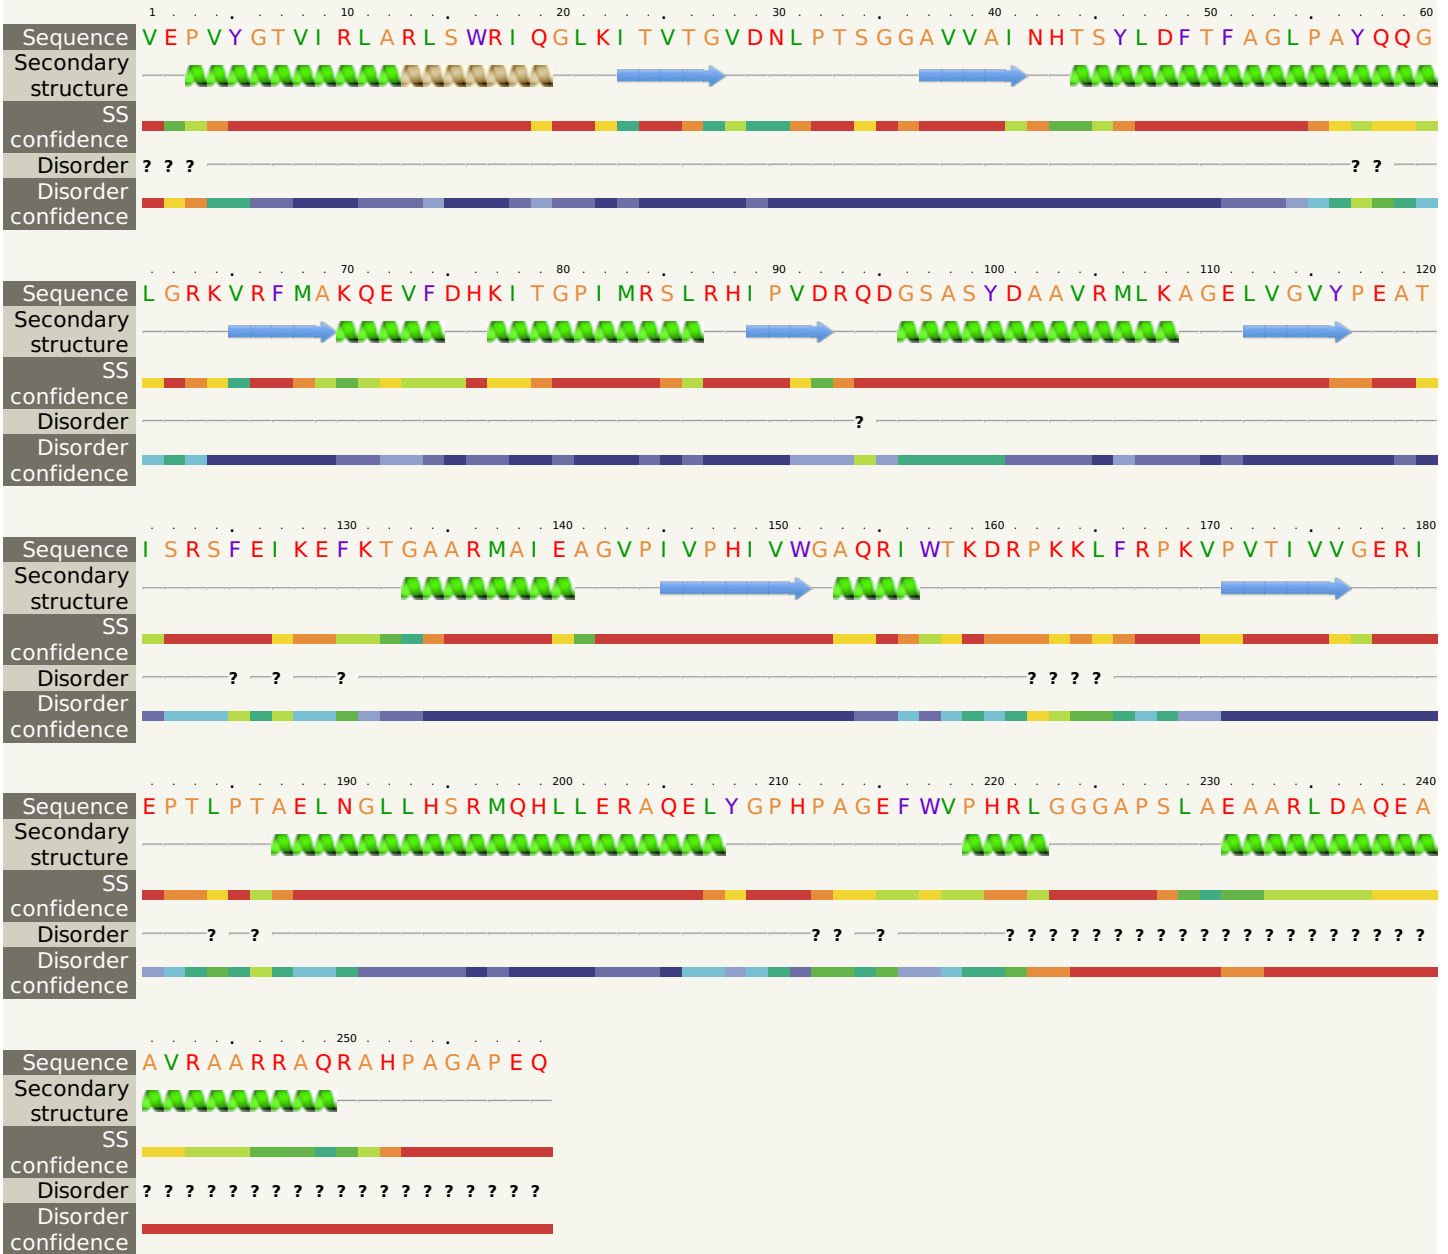 1 10 20 30 40 50 60
Sequence VEPVYGTVIRLARLSWRIQGLKITVTGVDNLPTSGGAVVAINHTSYLDFTFAGLPAYQQG
Secondary
structure
SS
confidence
Disorder ? ? ? ? ?
Disorder
confidence
70 80 90 100 110 120
Sequence LGRKVRFMAKQEVFDHKITGPIMRSLRHIPVDRQDGSASYDAAVRMLKAGELVGVYPEAT
Secondary
structure
SS
confidence
Disorder ?
Disorder
confidence
130 140 150 160 170 180
Sequence ISRSFEIKEFKTGAARMAIEAGVPIVPHIVWGAQRIWTKDRPKKLFRPKVPVTIVVGERI
Secondary
structure
SS
confidence
Disorder ? ? ? ? ? ? ?
Disorder
confidence
190 200 210 220 230 240
Sequence EPTLPTAELNGLLHSRMQHLLERAQELYGPHPAGEFWVPHRLGGGAPSLAEAARLDAQEA
Secondary
structure
SS
confidence
Disorder ? ? ? ? ? ? ? ? ? ? ? ? ? ? ? ? ? ? ? ? ? ? ? ? ?
Disorder
confidence
250
Sequence AVRAARRAQRAHPAGAPEQ
Secondary
structure
SS
confidence
Disorder ? ? ? ? ? ? ? ? ? ? ? ? ? ? ? ? ? ? ?
Disorder
confidence